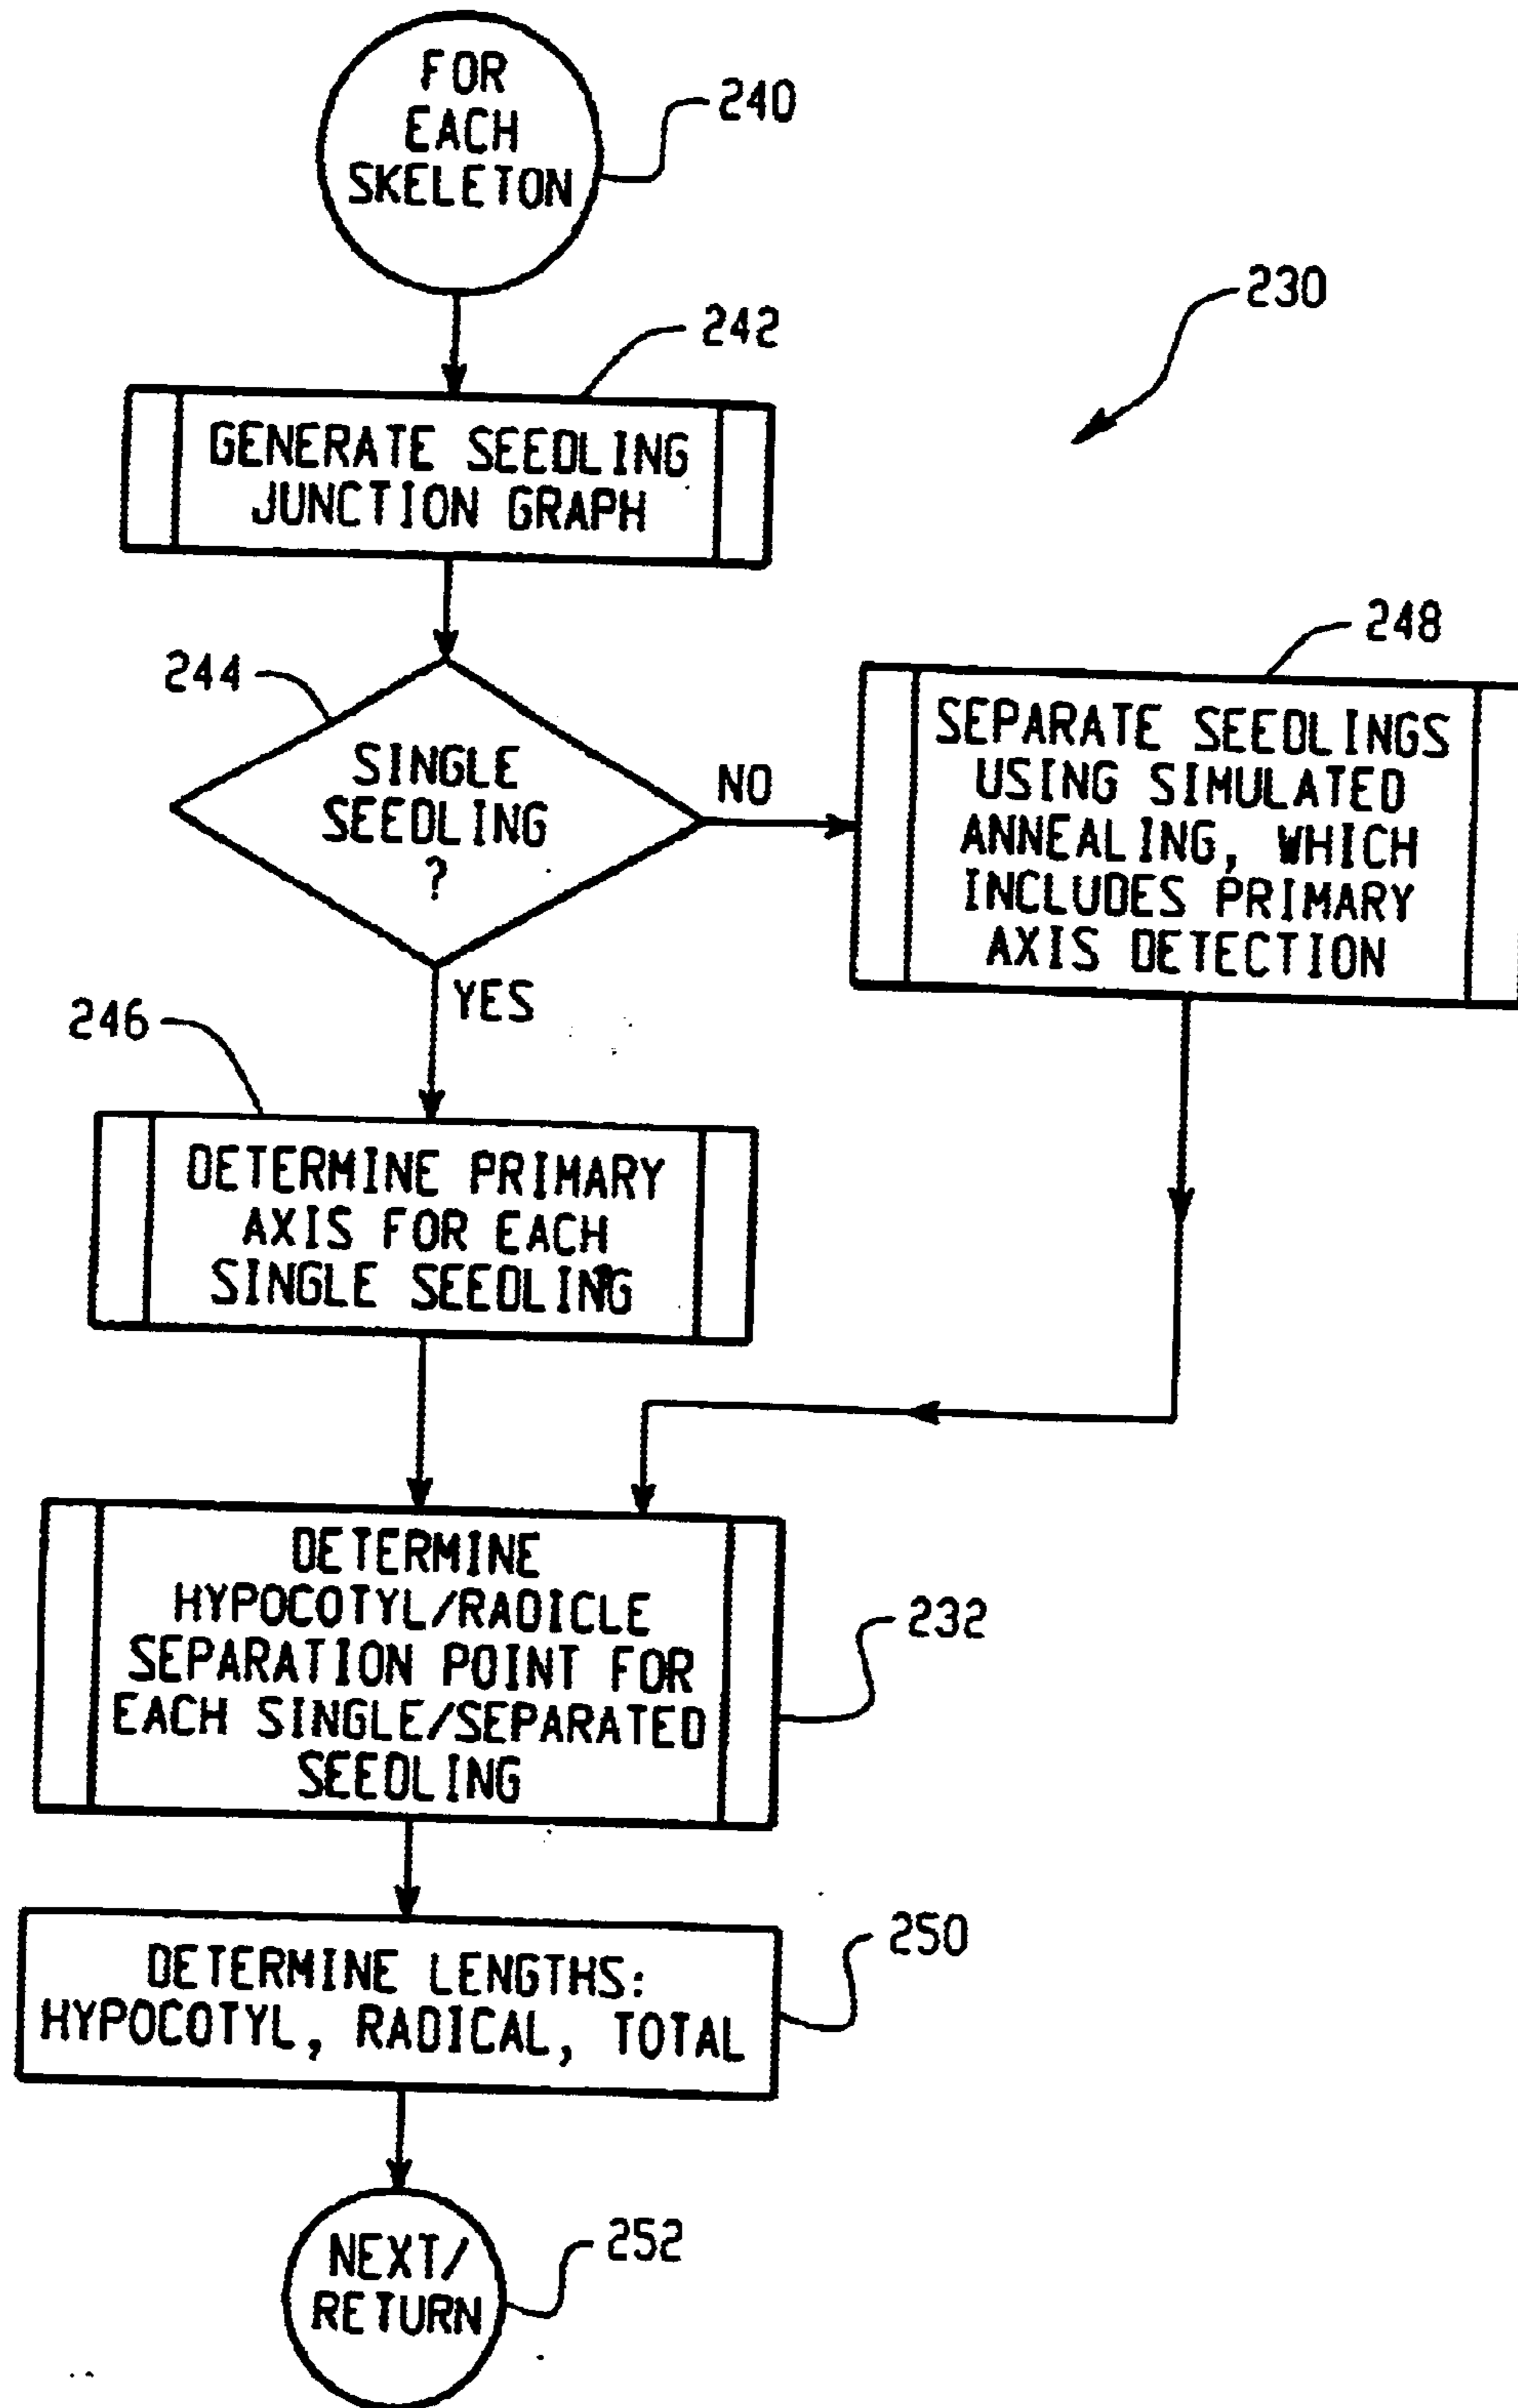 FOR
EACH
SKELETON
240
230
242
GENERATE SEEDLING
JUNCTION GRAPH
244
SINGLE
SEEDLING
?
NO
YES
248
SEPARATE SEEDLINGS
USING SIMULATED
ANNEALING, WHICH
INCLUDES PRIMARY
AXIS DETECTION
246
DETERMINE PRIMARY
AXIS FOR EACH
SINGLE SEEDLING
DETERMINE
HYPOCOTYL/RADICLE
SEPARATION POINT FOR
EACH SINGLE/SEPARATED
SEEDLING
232
DETERMINE LENGTHS:
HYPOCOTYL, RADICAL, TOTAL
250
NEXT/
RETURN
252